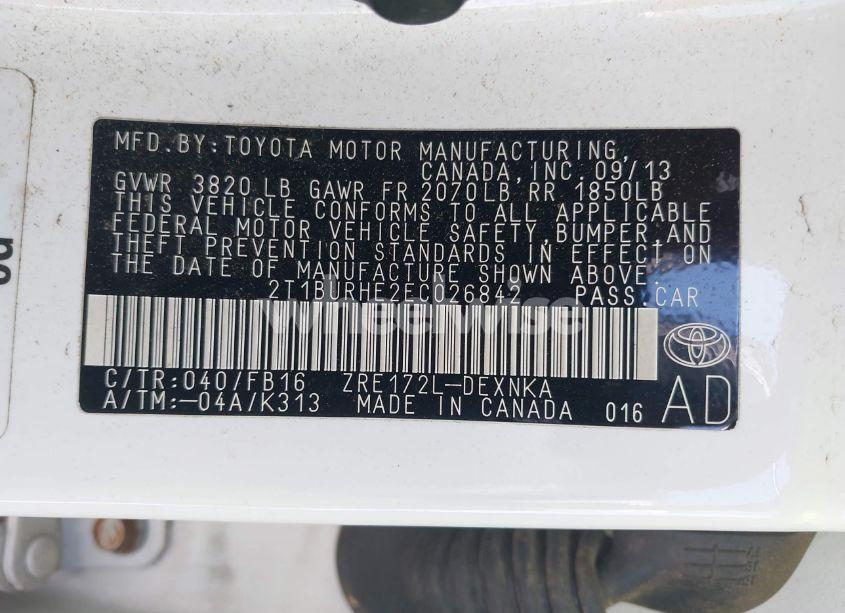 MFD.BY:TOYOTA MOTOR MANUFACTURING,
CANADA,INC.09/13
GVWR 3820 LB GAWR FR 2070LB RR 1850LB
THIS VEHICLE CONFORMS TO ALL APPLICABLE
FEDERAL MOTOR VEHICLE SAFETY,BUMPER,AND
THEFT PREVENTION STANDARDS IN EFFECT ON
THE DATE OF MANUFACTURE SHOWN ABOVE.
2T1BURHE2EC026842 PASS.CAR
wheelwise
C/TR:040/FB16 ZRE172L-DEXNKA
A/TM:-04A/K313 MADE IN CANADA 016 AD